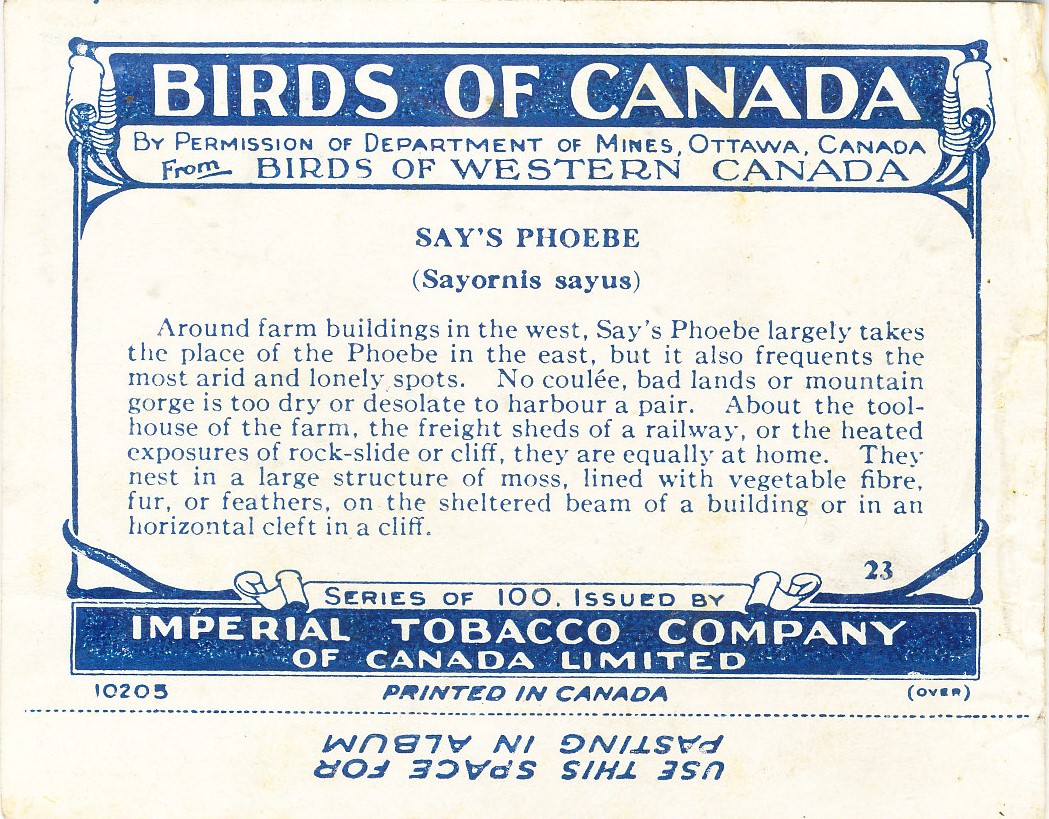 BIRDS OF CANADA
BY PERMISSION OF DEPARTMENT OF MINES, OTTAWA, CANADA
From BIRDS OF WESTERN CANADA
SAY'S PHOEBE
(Sayornis sayus)
Around farm buildings in the west, Say's Phoebe largely takes
the place of the Phoebe in the east, but it also frequents the
most arid and lonely spots. No coulée, bad lands or mountain
gorge is too dry or desolate to harbour a pair. About the tool-
house of the farm, the freight sheds of a railway, or the heated
exposures of rock-slide or cliff, they are equally at home. They
nest in a large structure of moss, lined with vegetable fibre,
fur, or feathers, on the sheltered beam of a building or in an
horizontal cleft in a cliff.
23
SERIES OF 100. ISSUED BY
IMPERIAL TOBACCO COMPANY
OF CANADA LIMITED
10205 PRINTED IN CANADA (OVER)
USE THIS SPACE FOR
PASTING IN ALBUM